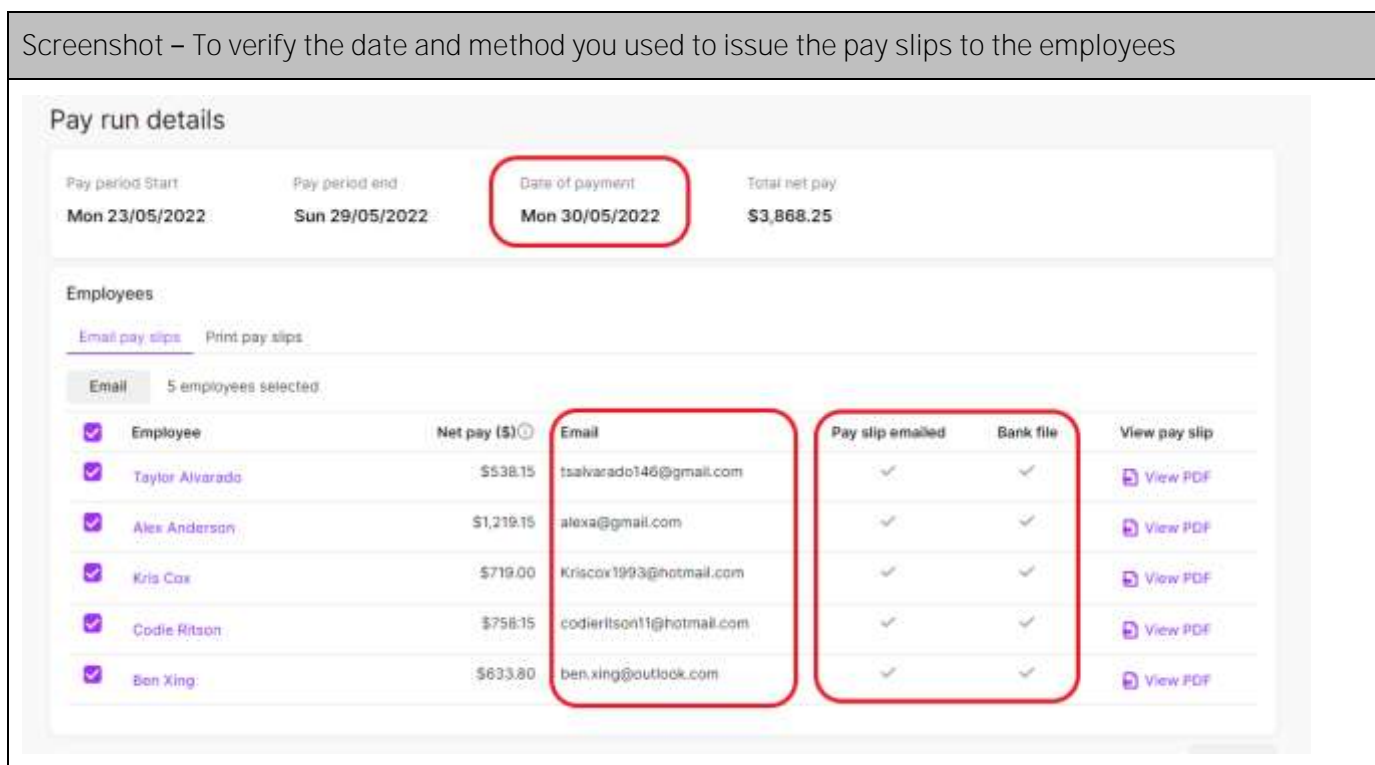 Screenshot – To verify the date and method you used to issue the pay slips to the employees
Pay run details
Pay period Start Pay period end Date of payment Total net pay
Mon 23/05/2022 Sun 29/05/2022 Mon 30/05/2022 $3,868.25
Employees
Email pay slips Print pay slips
Email 5 employees selected
Employee Net pay ($) Email Pay slip emailed Bank file View pay slip
Taylor Alvarado $538.15 tsalvarado146@gmail.com View PDF
Alex Anderson $1,219.15 alexa@gmail.com View PDF
Kris Cox $719.00 Kriscox1993@hotmail.com View PDF
Codie Ritson $758.15 codieritson11@hotmail.com View PDF
Ben Xing $633.80 ben.xing@outlook.com View PDF